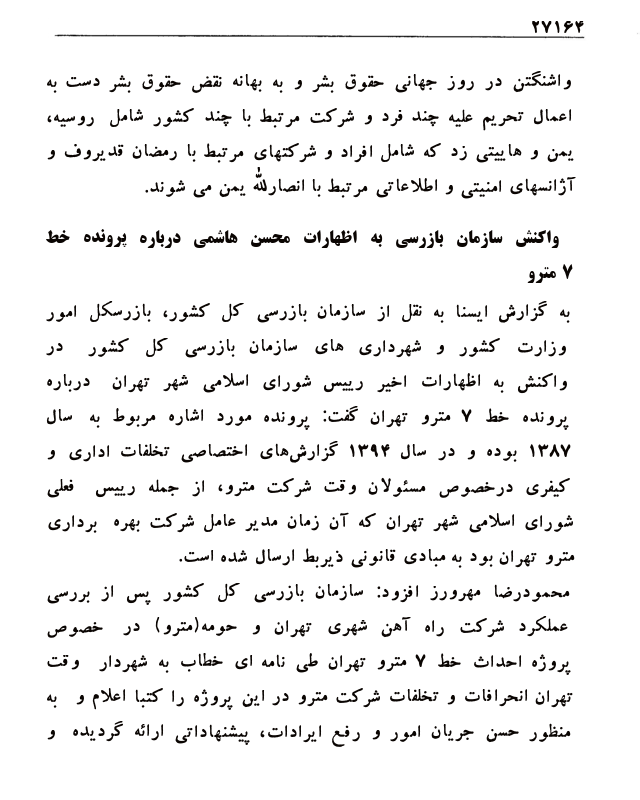 ۲۷۱۶۴
واشنگتن در روز جهانی حقوق بشر و به بهانه نقض حقوق بشر دست به
اعمال تحریم علیه چند فرد و شرکت مرتبط با چند کشور شامل روسیه،
یمن و هاییتی زد که شامل افراد و شرکتهای مرتبط با رمضان قدیروف و
آژانسهای امنیتی و اطلاعاتی مرتبط با انصارلله یمن می شوند.
واکنش سازمان بازرسی به اظهارات محسن هاشمی درباره پرونده خط
۷ مترو
به گزارش ایسنا به نقل از سازمان بازرسی کل کشور، بازرسکل امور
وزارت کشور و شهرداری های سازمان بازرسی کل کشور در
واکنش به اظهارات اخیر رییس شورای اسلامی شهر تهران درباره
پرونده خط ۷ مترو تهران گفت: پرونده مورد اشاره مربوط به سال
۱۳۸۷ بوده و در سال ۱۳۹۴ گزارش‌های اختصاصی تخلفات اداری و
کیفری درخصوص مسئولان وقت شرکت مترو، از جمله رییس فعلی
شورای اسلامی شهر تهران که آن زمان مدیر عامل شرکت بهره برداری
مترو تهران بود به مبادی قانونی ذیربط ارسال شده است.
محمودرضا مهرورز افزود: سازمان بازرسی کل کشور پس از بررسی
عملکرد شرکت راه آهن شهری تهران و حومه(مترو) در خصوص
پروژه احداث خط ۷ مترو تهران طی نامه ای خطاب به شهردار وقت
تهران انحرافات و تخلفات شرکت مترو در این پروژه را کتبا اعلام و به
منظور حسن جریان امور و رفع ایرادات، پیشنهاداتی ارائه گردیده و